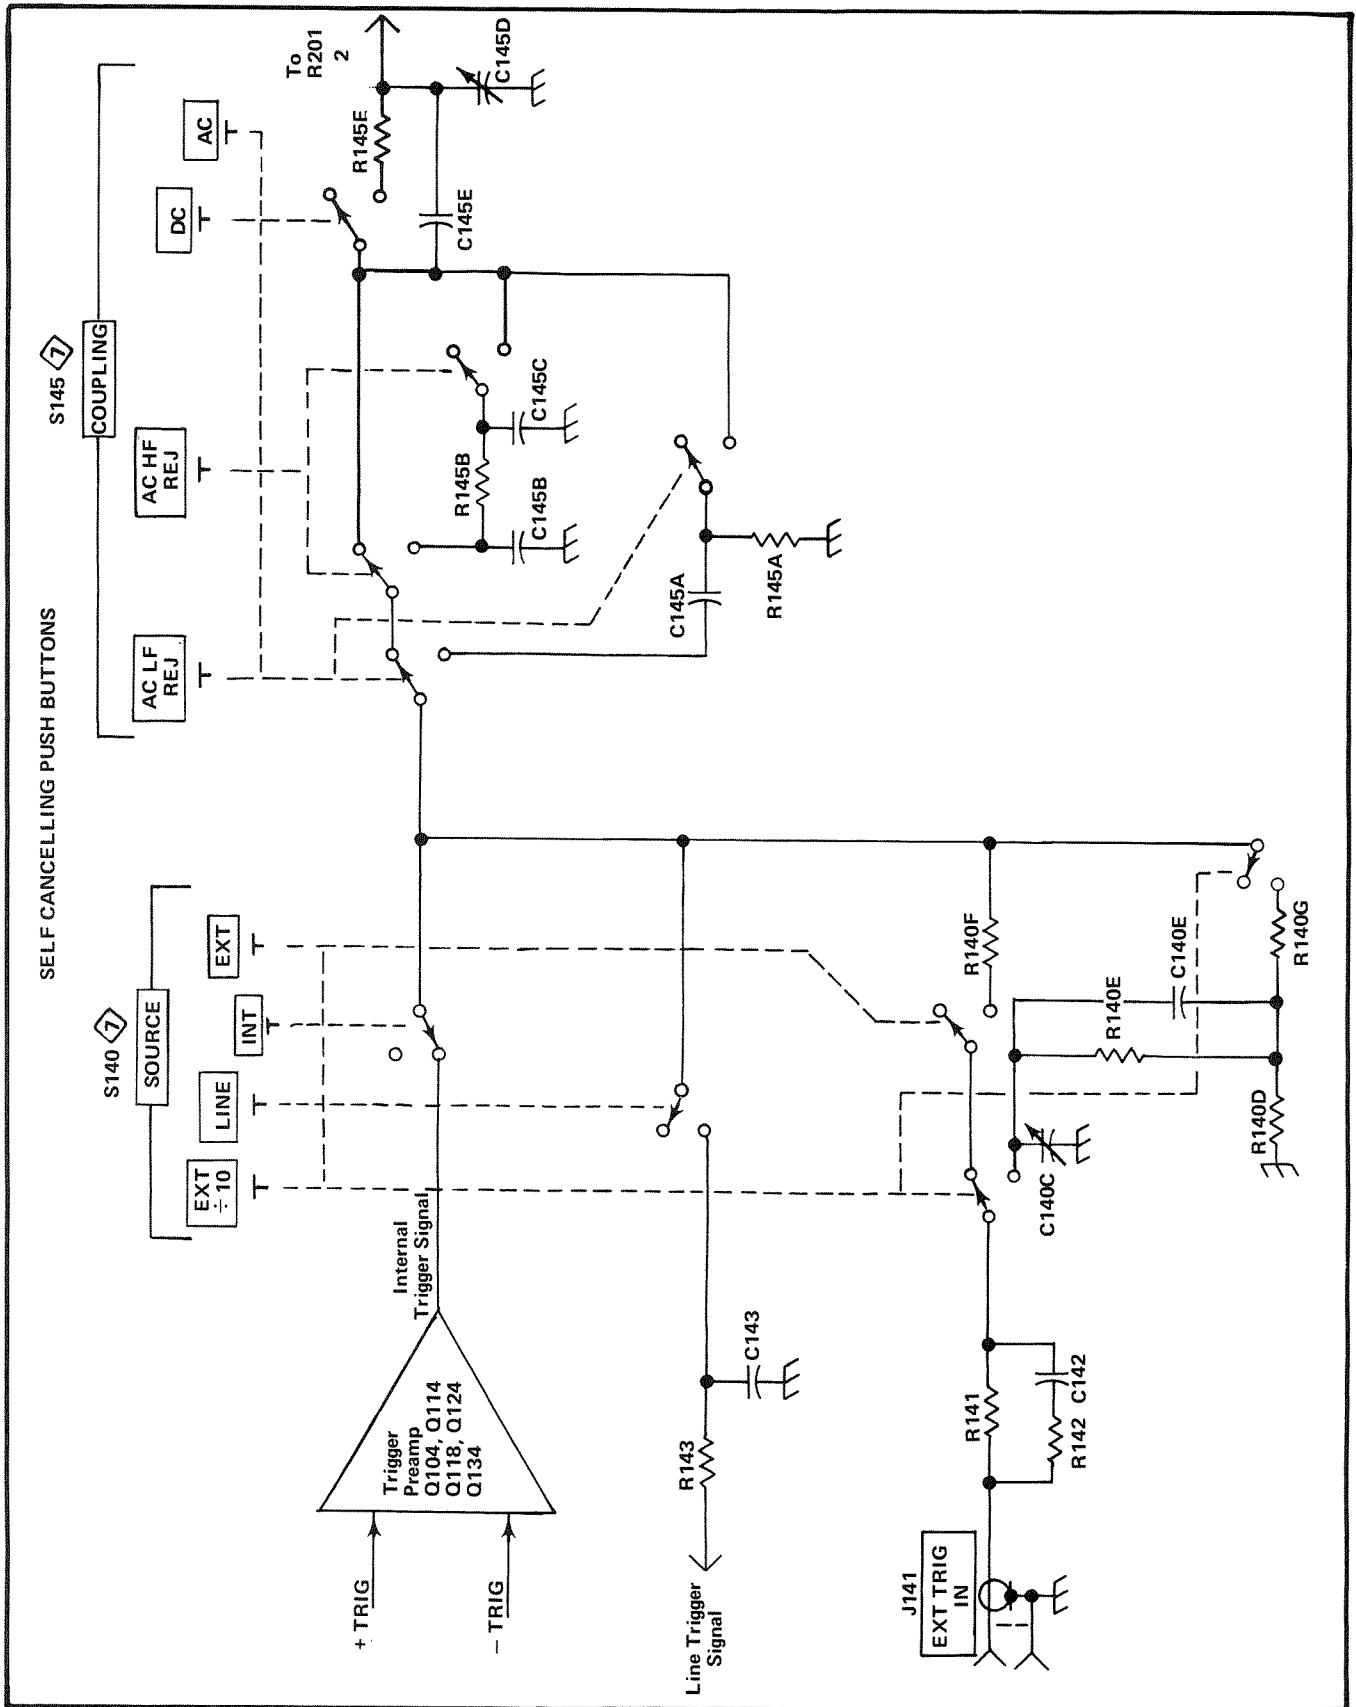 SELF CANCELLING PUSH BUTTONS
S140 7
SOURCE
EXT
÷10
LINE
INT
EXT
S145 7
COUPLING
AC LF
REJ
AC HF
REJ
DC
AC
+ TRIG
− TRIG
Trigger
Preamp
Q104, Q114
Q118, Q124
Q134
Internal
Trigger Signal
To
R201
2
R145E
C145D
C145E
R145B
C145B
C145C
C145A
R145A
Line Trigger
Signal
R143
C143
J141
EXT TRIG
IN
R141
R142
C142
C140C
R140F
R140E
C140E
R140D
R140G